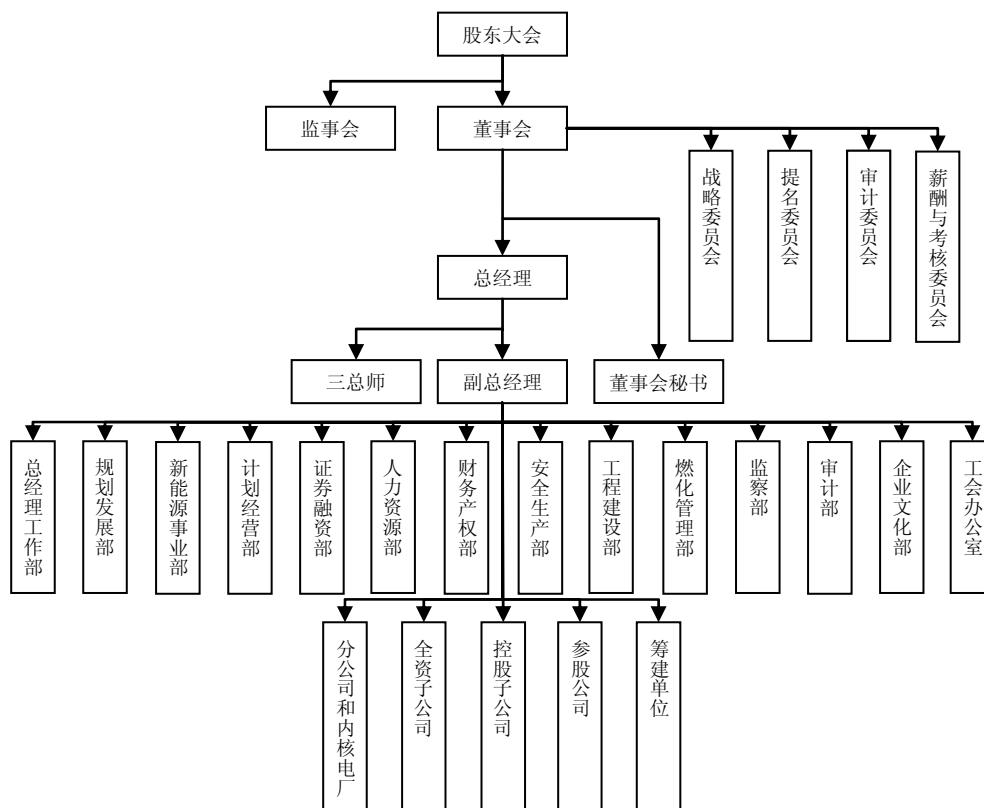 股东大会
监事会
董事会
战略委员会
提名委员会
审计委员会
薪酬与考核委员会
总经理
三总师
副总经理
董事会秘书
总经理工作部
规划发展部
新能源事业部
计划经营部
证券融资部
人力资源部
财务产权部
安全生产部
工程建设部
燃化管理部
监察部
审计部
企业文化部
工会办公室
分公司和内核电厂
全资子公司
控股子公司
参股公司
筹建单位